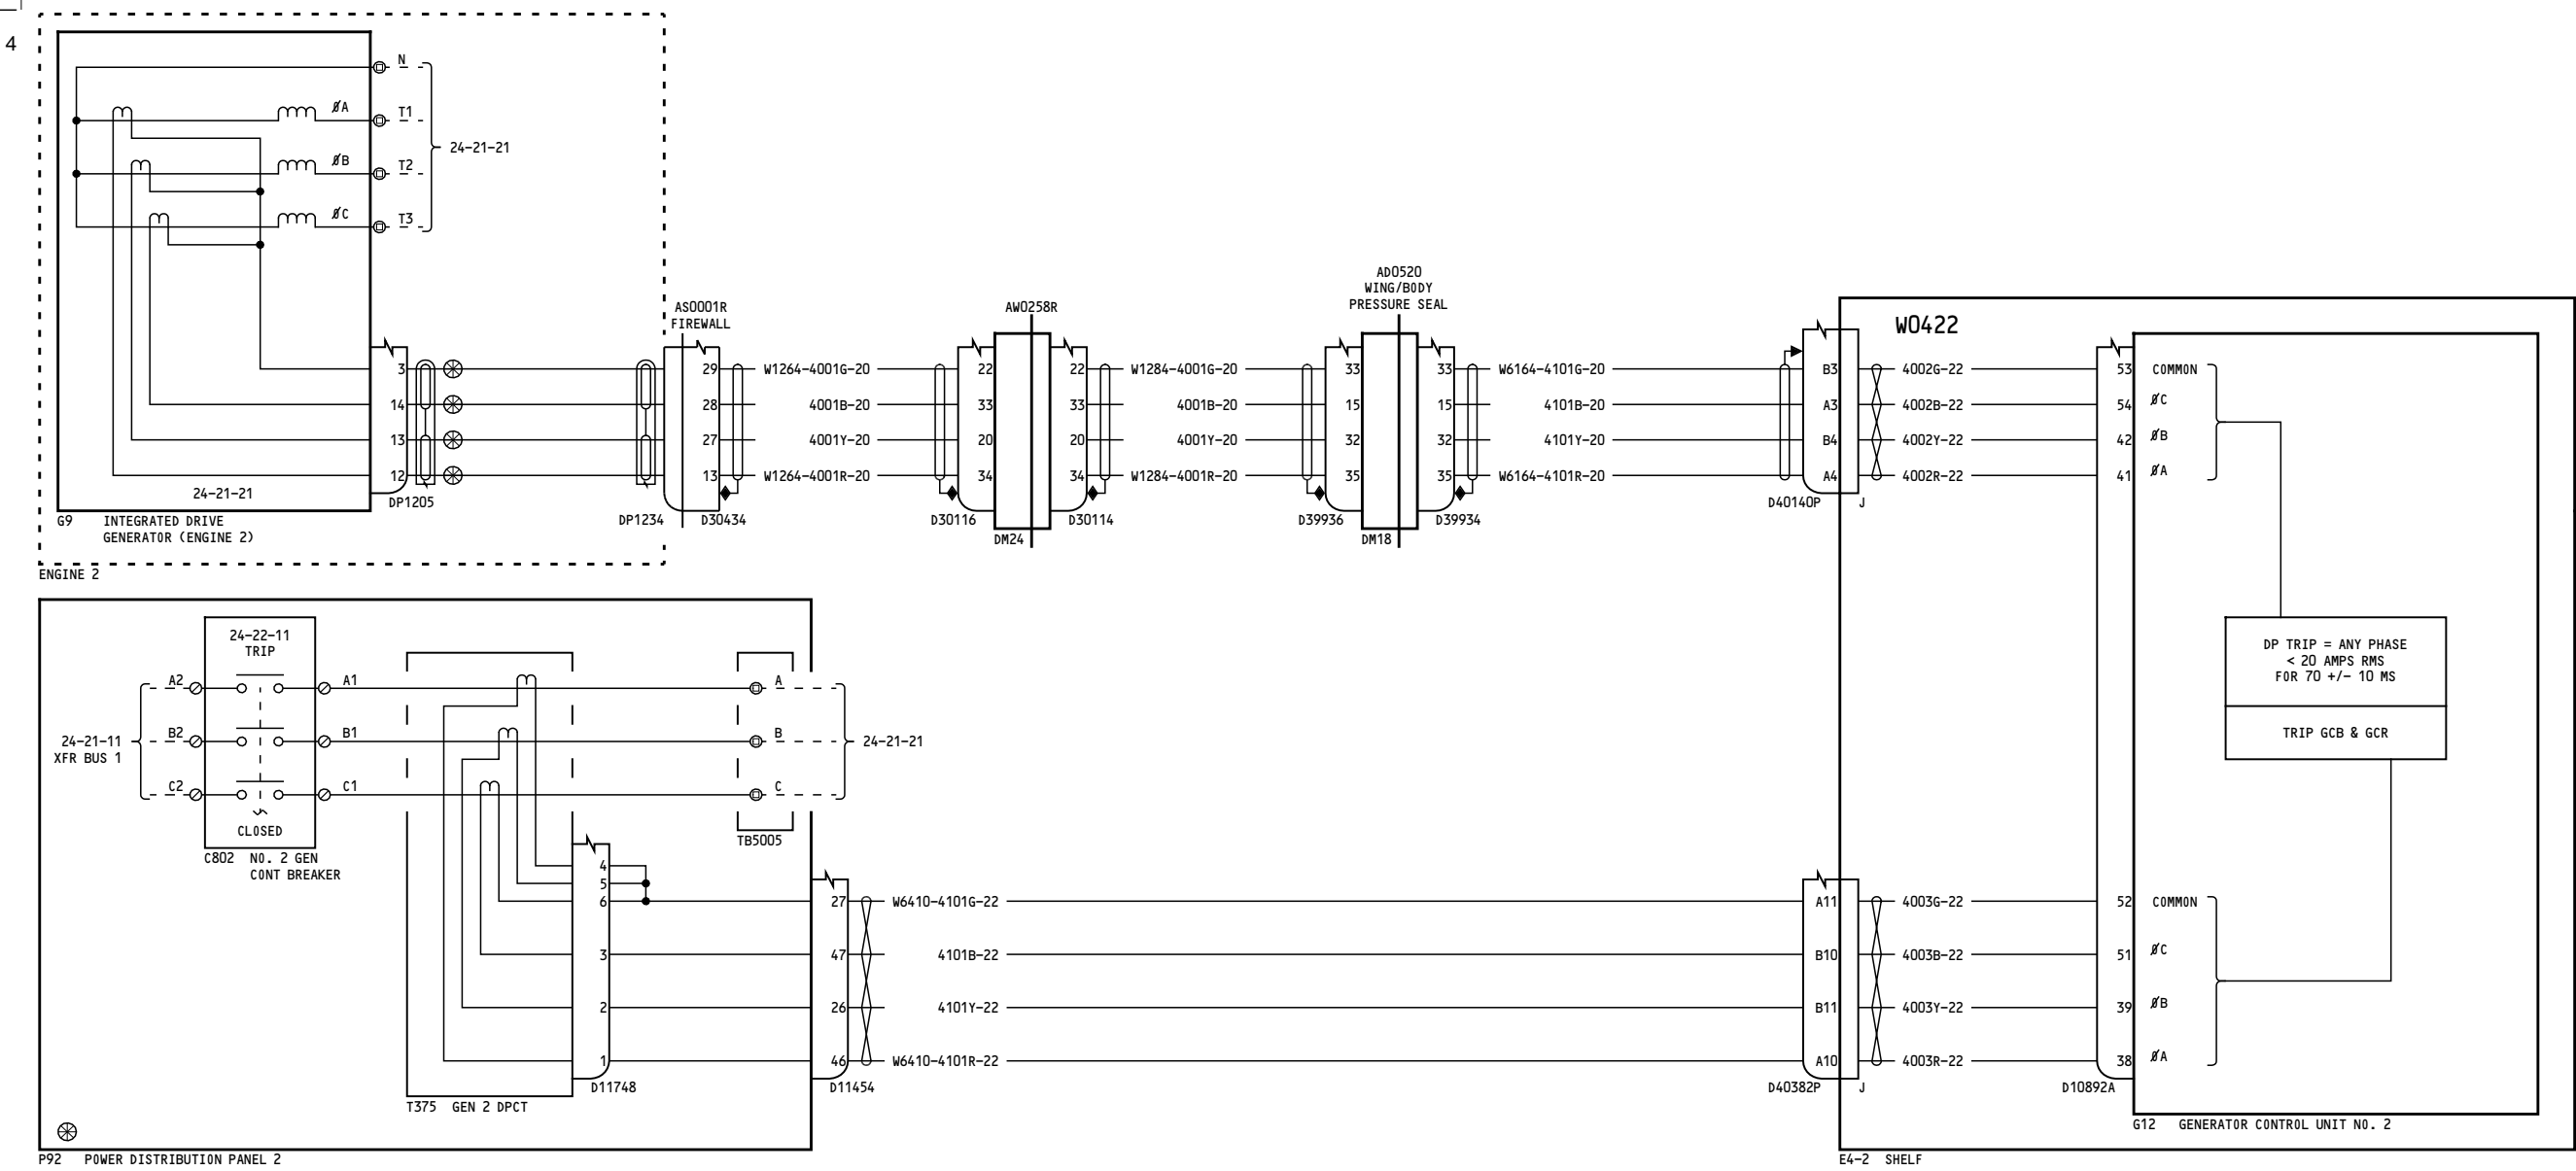 4
N
ØA
T1
ØB
T2
24-21-21
ØC
T3
3
14
13
12
24-21-21
DP1205
G9 INTEGRATED DRIVE
GENERATOR (ENGINE 2)
ENGINE 2
AS0001R
FIREWALL
29
28
27
13
DP1234
D30434
W1264-4001G-20
4001B-20
4001Y-20
W1264-4001R-20
AW0258R
22
33
20
34
22
33
20
34
D30116
D30114
DM24
W1284-4001G-20
4001B-20
4001Y-20
W1284-4001R-20
AD0520
WING/BODY
PRESSURE SEAL
33
15
32
35
33
15
32
35
D39936
D39934
DM18
W6164-4101G-20
4101B-20
4101Y-20
W6164-4101R-20
B3
A3
B4
A4
D40140P
J
W0422
4002G-22
4002B-22
4002Y-22
4002R-22
53 COMMON
54 ØC
42 ØB
41 ØA
DP TRIP = ANY PHASE
< 20 AMPS RMS
FOR 70 +/- 10 MS
TRIP GCB & GCR
24-22-11
TRIP
A2
A1
B2
B1
C2
C1
24-21-11
XFR BUS 1
CLOSED
C802 NO. 2 GEN
CONT BREAKER
A
B
C
24-21-21
TB5005
4
5
6
3
2
1
D11748
T375 GEN 2 DPCT
27
47
26
46
D11454
W6410-4101G-22
4101B-22
4101Y-22
W6410-4101R-22
A11
B10
B11
A10
D40382P
J
4003G-22
4003B-22
4003Y-22
4003R-22
52 COMMON
51 ØC
39 ØB
38 ØA
D10892A
G12 GENERATOR CONTROL UNIT NO. 2
P92 POWER DISTRIBUTION PANEL 2
E4-2 SHELF